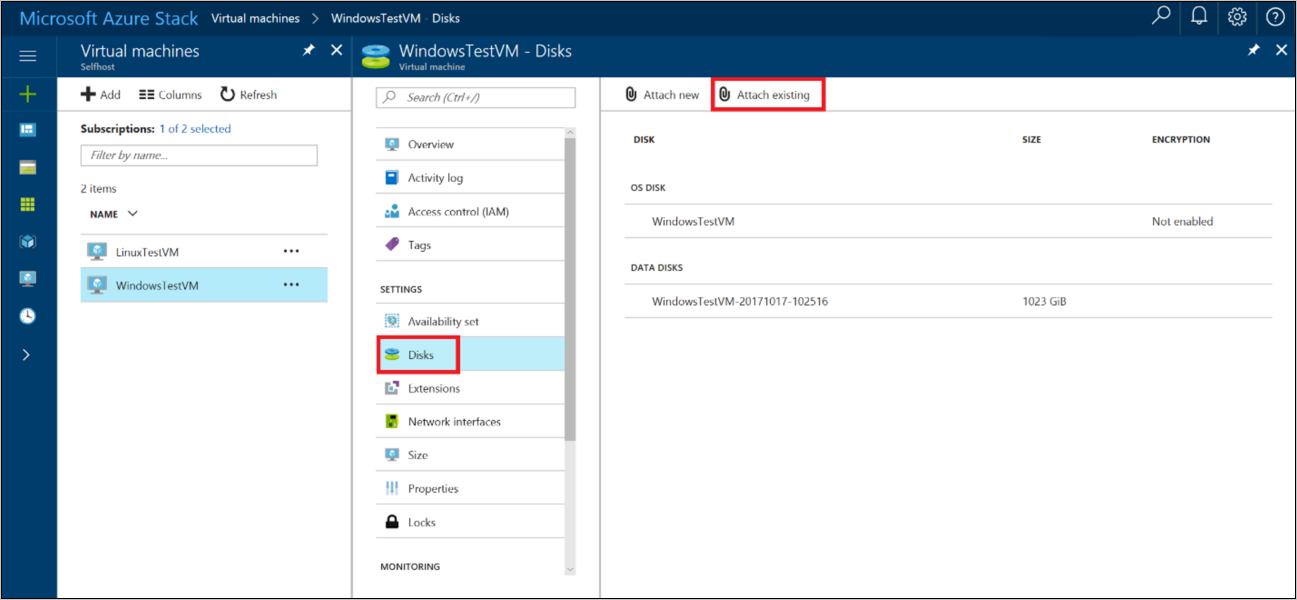 Microsoft Azure Stack Virtual machines > WindowsTestVM - Disks
Virtual machines
Selfhost
WindowsTestVM - Disks
Virtual machine
Add Columns Refresh
Subscriptions: 1 of 2 selected
Filter by name...
2 items
NAME
LinuxTestVM
WindowsTestVM
Search (Ctrl+/)
Overview
Activity log
Access control (IAM)
Tags
SETTINGS
Availability set
Disks
Extensions
Network interfaces
Size
Properties
Locks
MONITORING
Attach new Attach existing
DISK SIZE ENCRYPTION
OS DISK
WindowsTestVM Not enabled
DATA DISKS
WindowsTestVM-20171017-102516 1023 GiB